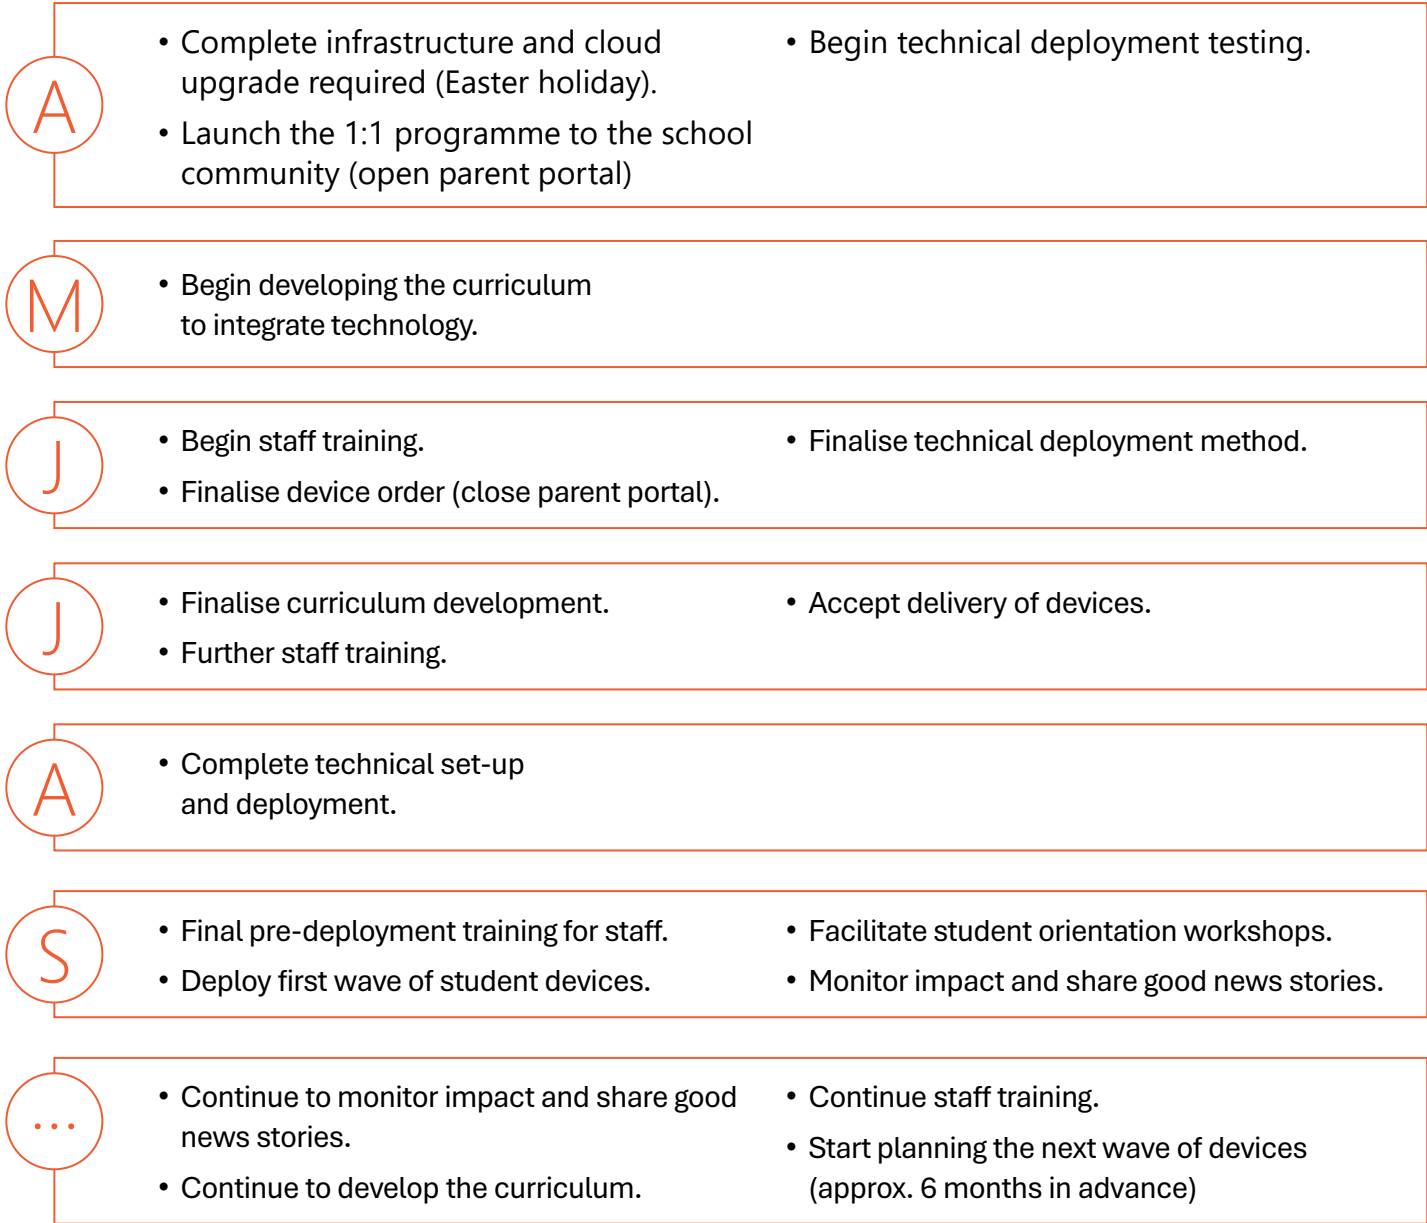 A
• Complete infrastructure and cloud
upgrade required (Easter holiday).
• Launch the 1:1 programme to the school
community (open parent portal)
• Begin technical deployment testing.
M
• Begin developing the curriculum
to integrate technology.
J
• Begin staff training.
• Finalise device order (close parent portal).
• Finalise technical deployment method.
J
• Finalise curriculum development.
• Further staff training.
• Accept delivery of devices.
A
• Complete technical set-up
and deployment.
S
• Final pre-deployment training for staff.
• Deploy first wave of student devices.
• Facilitate student orientation workshops.
• Monitor impact and share good news stories.
...
• Continue to monitor impact and share good
news stories.
• Continue to develop the curriculum.
• Continue staff training.
• Start planning the next wave of devices
(approx. 6 months in advance)